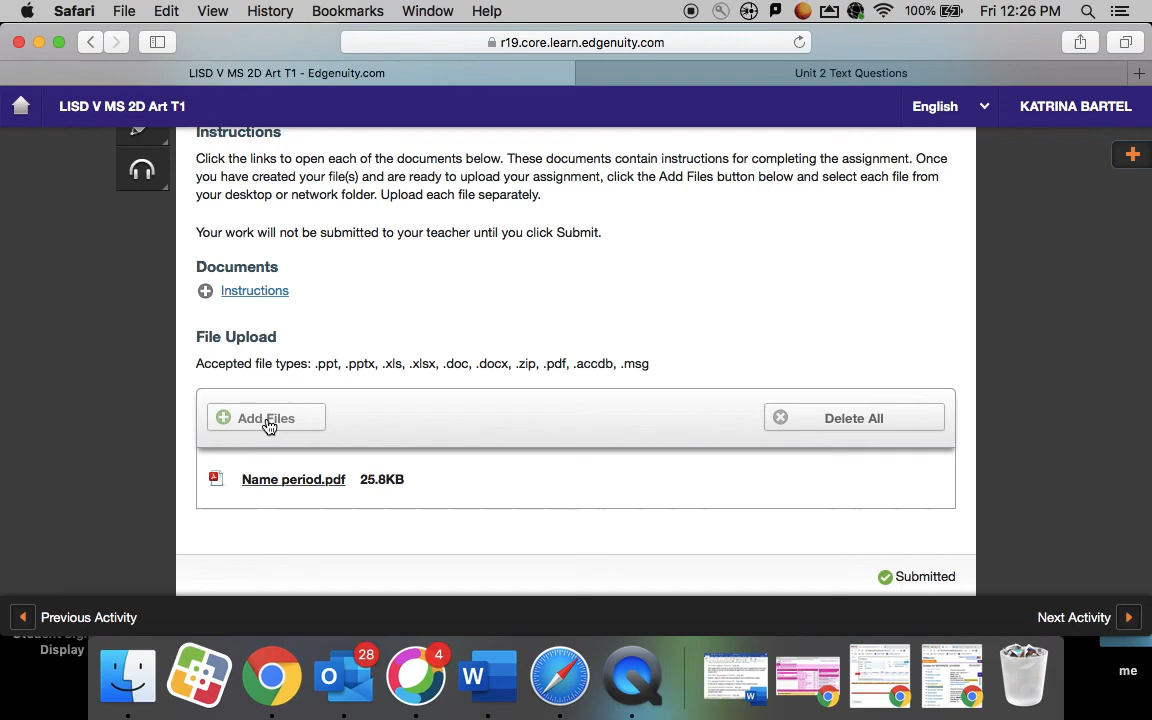 Safari File Edit View History Bookmarks Window Help 100% Fri 12:26 PM
r19.core.learn.edgenuity.com
LISD V MS 2D Art T1 - Edgenuity.com Unit 2 Text Questions
LISD V MS 2D Art T1 English KATRINA BARTEL
Instructions
Click the links to open each of the documents below. These documents contain instructions for completing the assignment. Once
you have created your file(s) and are ready to upload your assignment, click the Add Files button below and select each file from
your desktop or network folder. Upload each file separately.
Your work will not be submitted to your teacher until you click Submit.
Documents
Instructions
File Upload
Accepted file types: .ppt, .pptx, .xls, .xlsx, .doc, .docx, .zip, .pdf, .accdb, .msg
Add Files Delete All
Name period.pdf 25.8KB
Submitted
Previous Activity Next Activity
Display
28 4
me